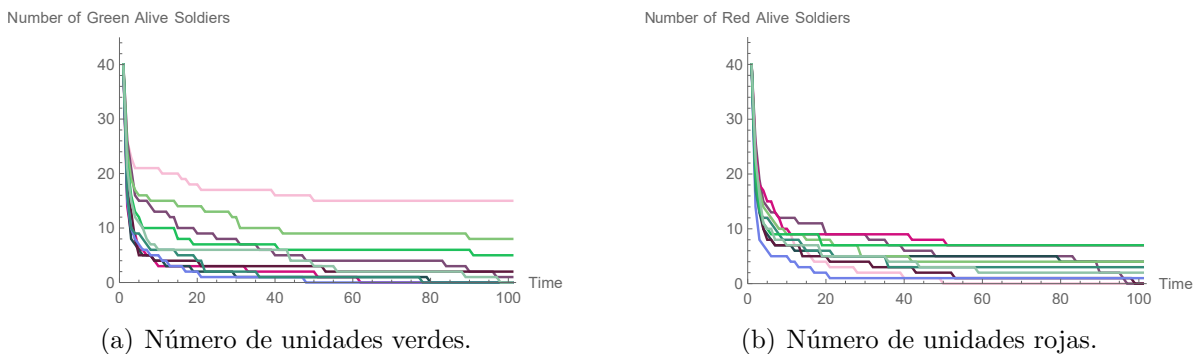 Number of Green Alive Soldiers
40
30
20
10
0
0 20 40 60 80 100
Time
(a) Número de unidades verdes.
Number of Red Alive Soldiers
40
30
20
10
0
0 20 40 60 80 100
Time
(b) Número de unidades rojas.